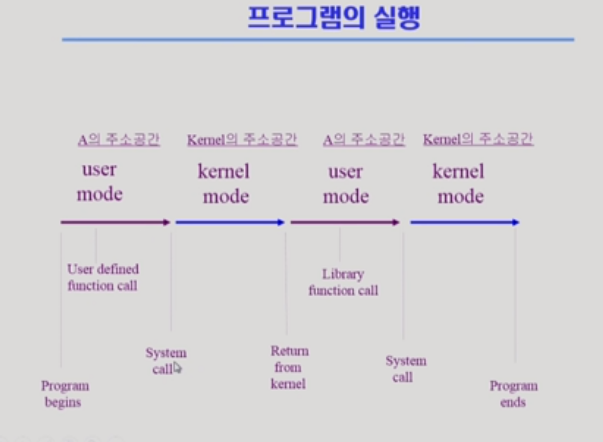 프로그램의 실행
A의 주소공간
Kernel의 주소공간
A의 주소공간
Kernel의 주소공간
user
mode
kernel
mode
user
mode
kernel
mode
User defined
function call
Library
function call
System
call
Return
from
kernel
System
call
Program
begins
Program
ends